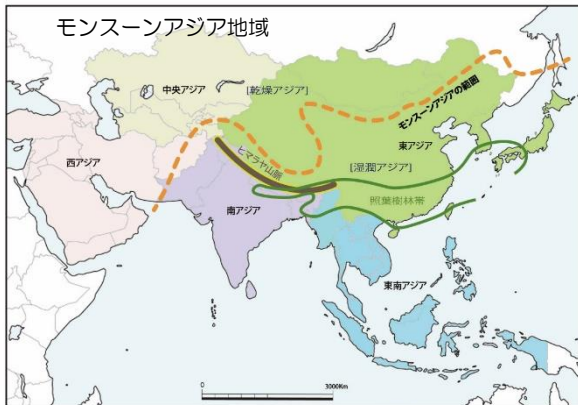 モンスーンアジア地域
中央アジア
[乾燥アジア]
モンスーンアジアの範囲
東アジア
西アジア
ヒマラヤ山脈
[湿潤アジア]
照葉樹林帯
南アジア
東南アジア
0
3000Km